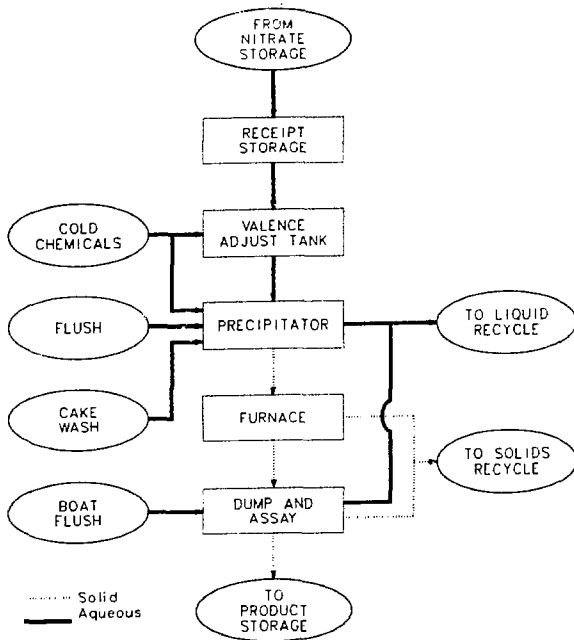 FROM
NITRATE
STORAGE
RECEIPT
STORAGE
COLD
CHEMICALS
VALENCE
ADJUST TANK
FLUSH
PRECIPITATOR
TO LIQUID
RECYCLE
CAKE
WASH
FURNACE
TO SOLIDS
RECYCLE
BOAT
FLUSH
DUMP AND
ASSAY
Solid
Aqueous
TO
PRODUCT
STORAGE